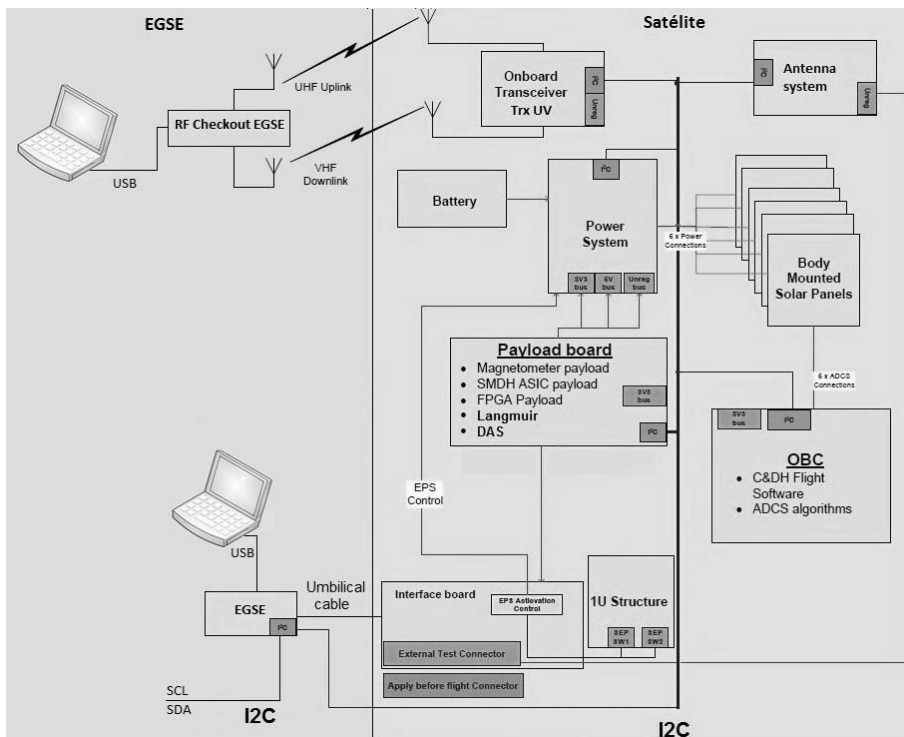 EGSE
Satélite
UHF Uplink
RF Checkout EGSE
USB
VHF
Downlink
Onboard
Transceiver
Trx UV
I²C
Unreg
Antenna
system
I²C
Unreg
I²C
Battery
Power
System
6 x Power
Connections
3V3
bus
5V
bus
Unreg
bus
Body
Mounted
Solar Panels
Payload board
• Magnetometer payload
• SMDH ASIC payload
• FPGA Payload
• Langmuir
• DAS
3V3
bus
I²C
6 x ADCS
Connections
3V3
bus
I²C
OBC
• C&DH Flight
Software
• ADCS algorithms
EPS
Control
USB
EGSE
I²C
Umbilical
cable
Interface board
EPS Activation
Control
1U Structure
SEP
SW1
SEP
SW2
External Test Connector
Apply before flight Connector
SCL
SDA
I2C
I2C